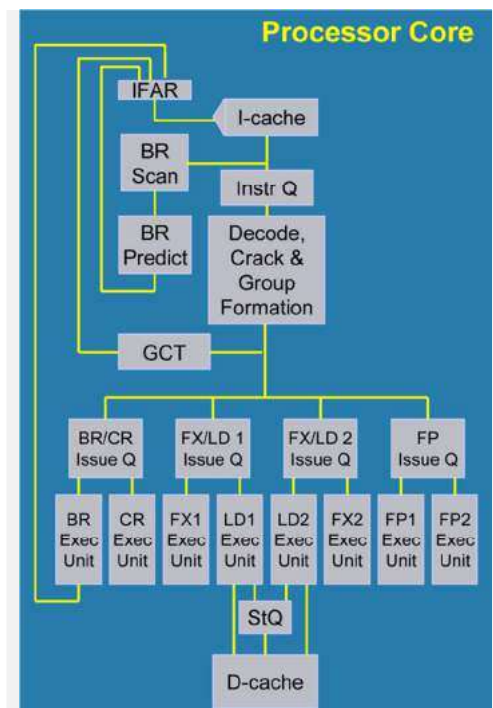 Processor Core
IFAR
I-cache
BR
Scan
Instr Q
BR
Predict
Decode,
Crack &
Group
Formation
GCT
BR/CR
Issue Q
FX/LD 1
Issue Q
FX/LD 2
Issue Q
FP
Issue Q
BR
Exec
Unit
CR
Exec
Unit
FX1
Exec
Unit
LD1
Exec
Unit
LD2
Exec
Unit
FX2
Exec
Unit
FP1
Exec
Unit
FP2
Exec
Unit
StQ
D-cache